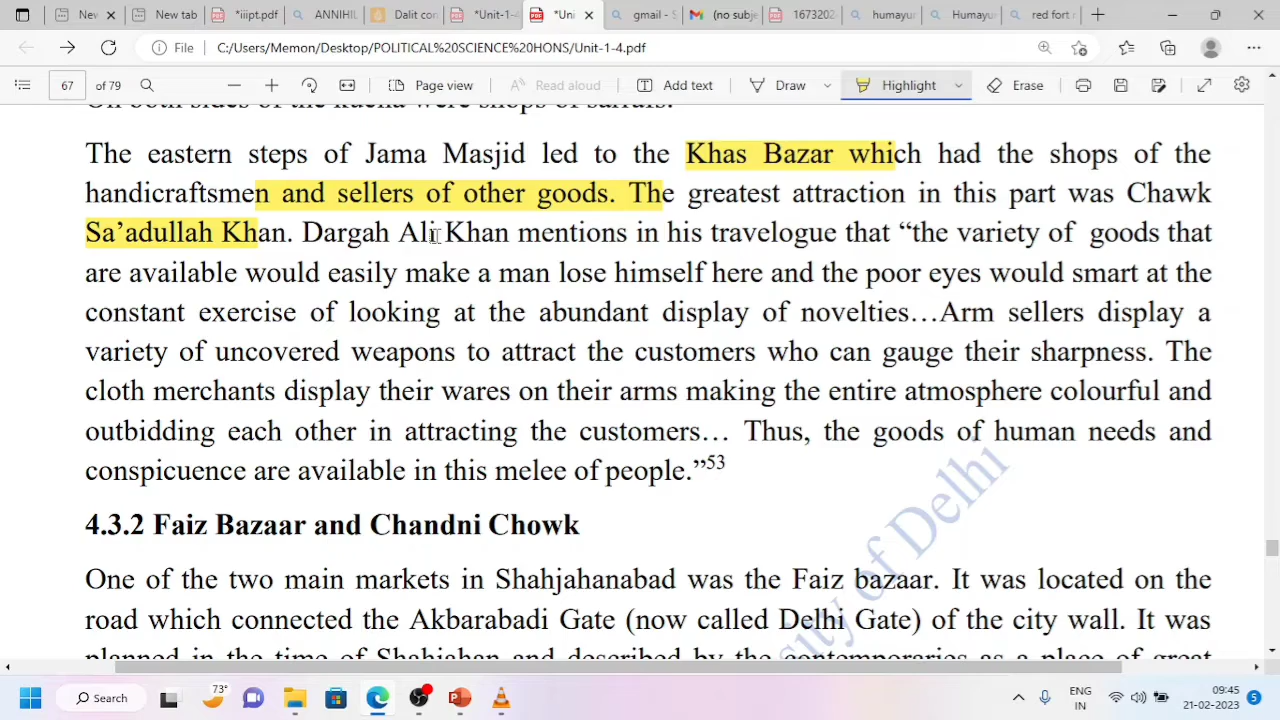 *iiipt.pdf
ANNIHIL
Dalit con
*Unit-1-4
*Uni
gmail - S
(no subje
1673202
humayun
Humayun
red fort r
New t
New tab
File
C:/Users/Memon/Desktop/POLITICAL%20SCIENCE%20HONS/Unit-1-4.pdf
67 of 79
Page view
Read aloud
Add text
Draw
Highlight
Erase
On both sides of the kucha were shops of sarrafs.
The eastern steps of Jama Masjid led to the Khas Bazar which had the shops of the
handicraftsmen and sellers of other goods. The greatest attraction in this part was Chawk
Sa’adullah Khan. Dargah Ali Khan mentions in his travelogue that “the variety of goods that
are available would easily make a man lose himself here and the poor eyes would smart at the
constant exercise of looking at the abundant display of novelties…Arm sellers display a
variety of uncovered weapons to attract the customers who can gauge their sharpness. The
cloth merchants display their wares on their arms making the entire atmosphere colourful and
outbidding each other in attracting the customers… Thus, the goods of human needs and
conspicuence are available in this melee of people.”53
4.3.2 Faiz Bazaar and Chandni Chowk
One of the two main markets in Shahjahanabad was the Faiz bazaar. It was located on the
road which connected the Akbarabadi Gate (now called Delhi Gate) of the city wall. It was
planned in the time of Shahjahan and described by the contemporaries as a place of great
sity of Delhi
Search
73°
ENG
IN
09:45
21-02-2023
5